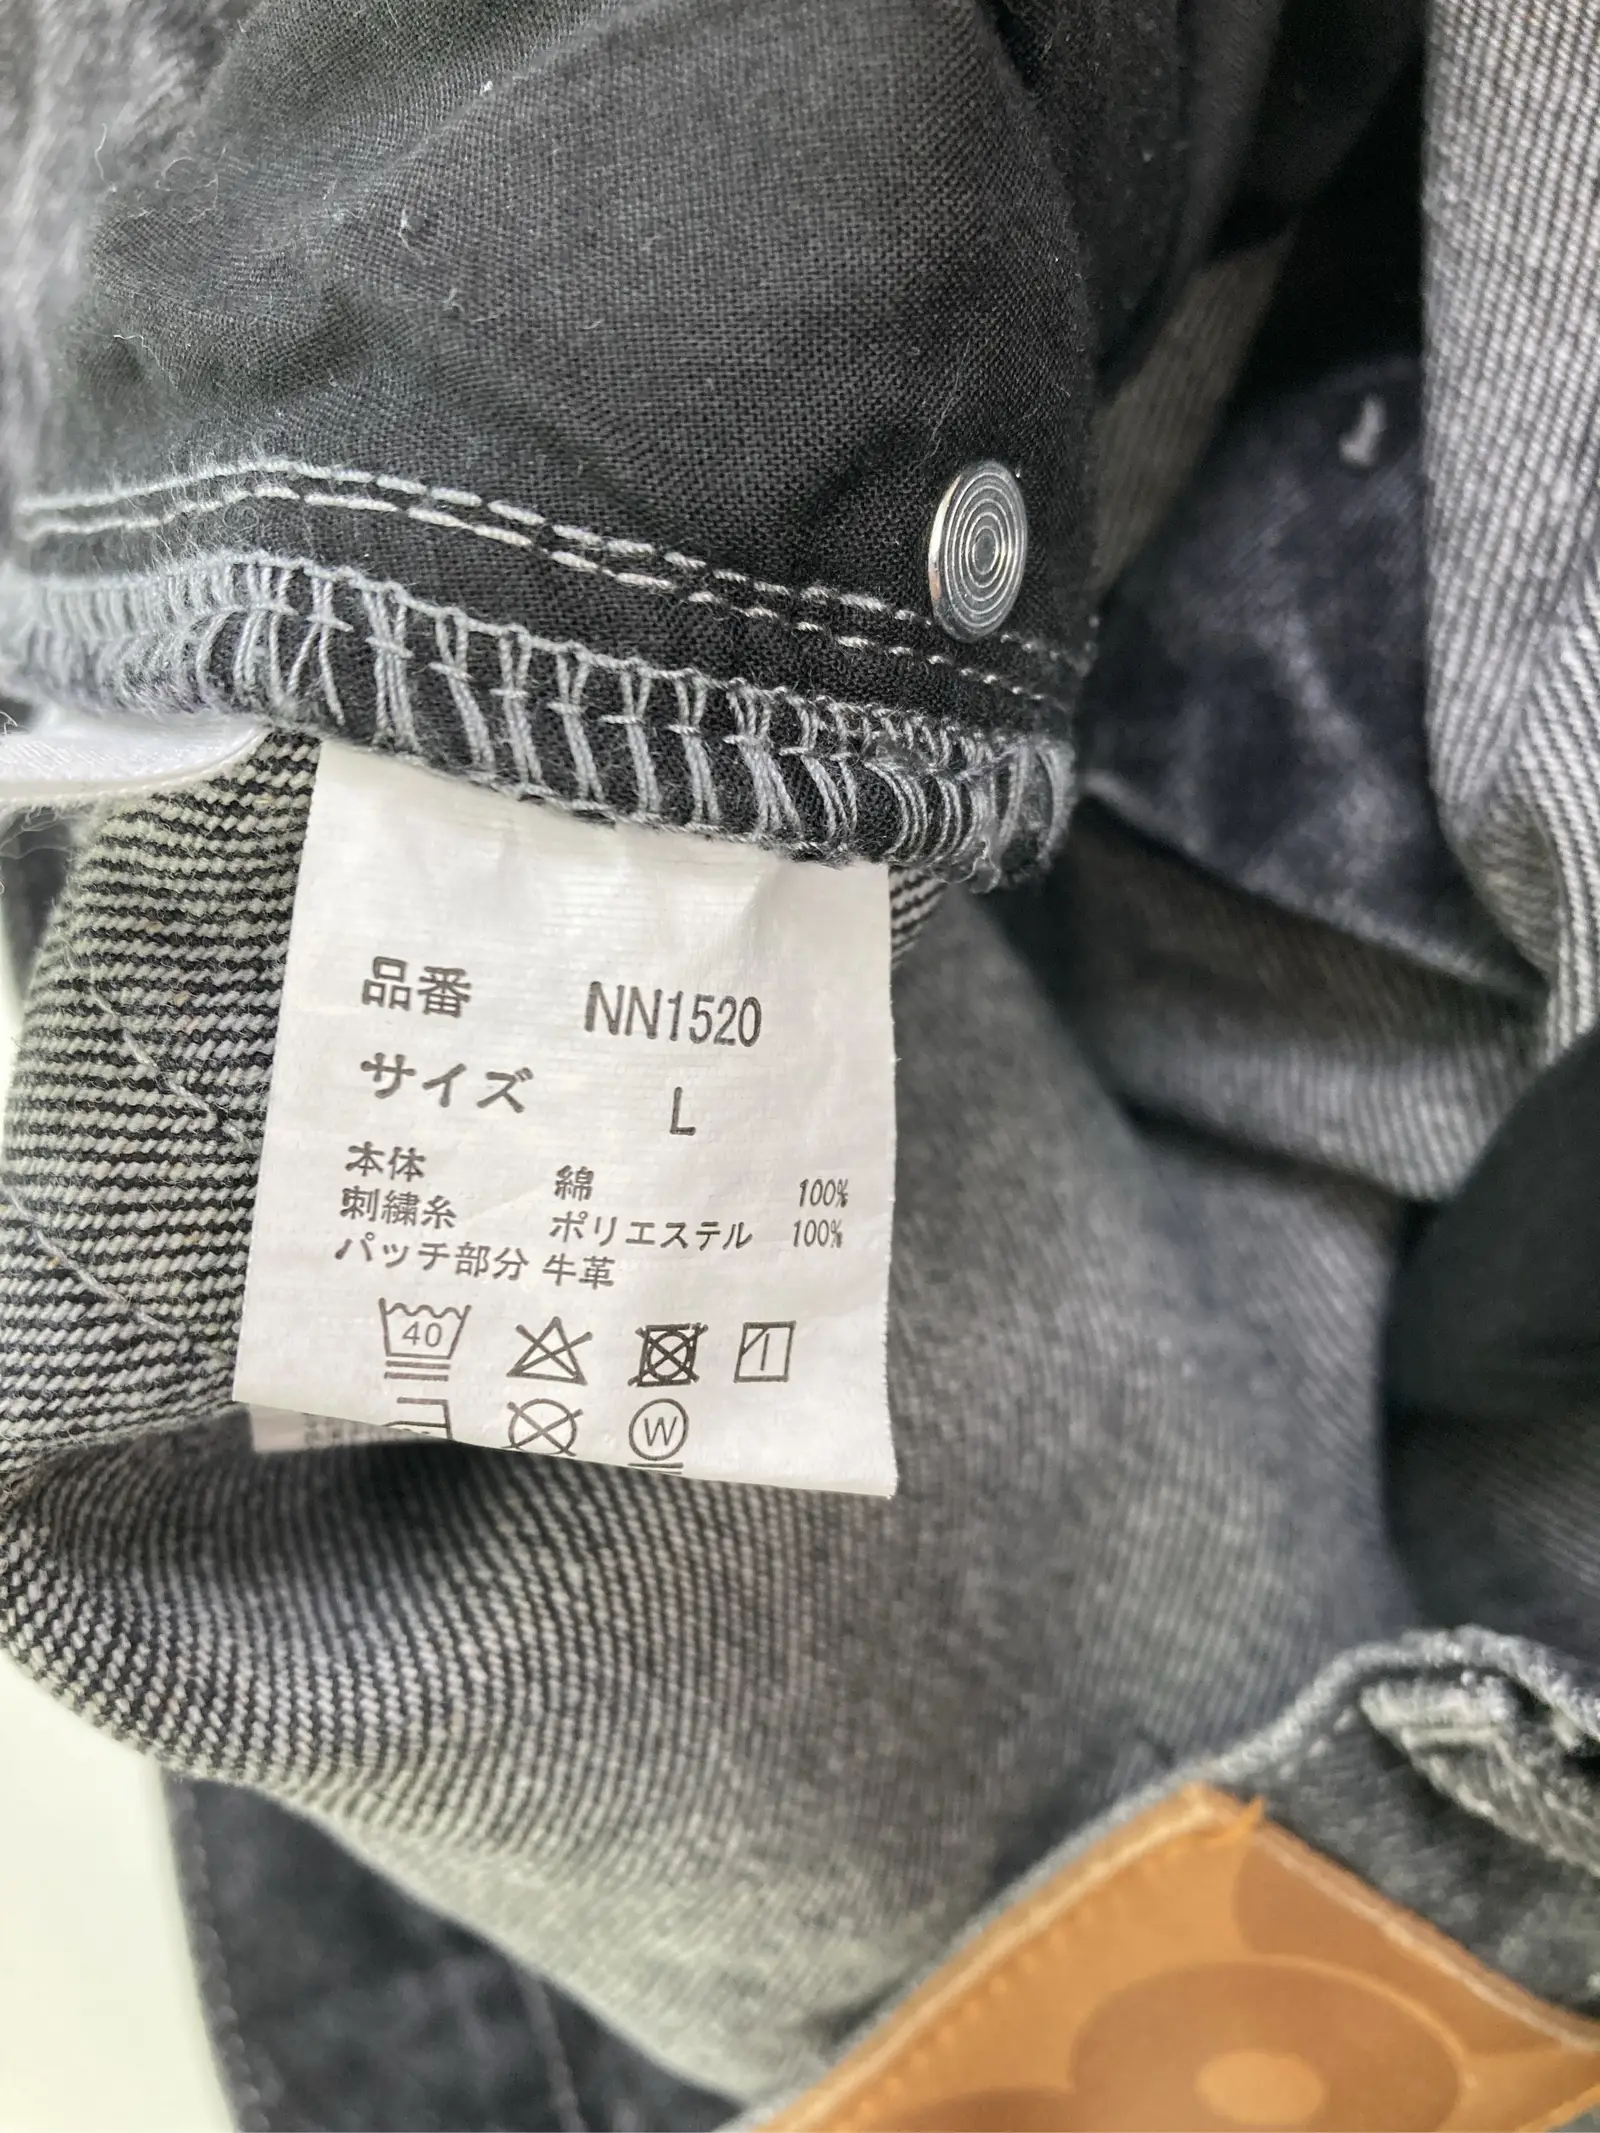 品番 NN1520
サイズ L
本体 綿 100%
刺繍糸 ポリエステル 100%
パッチ部分 牛革
40
W